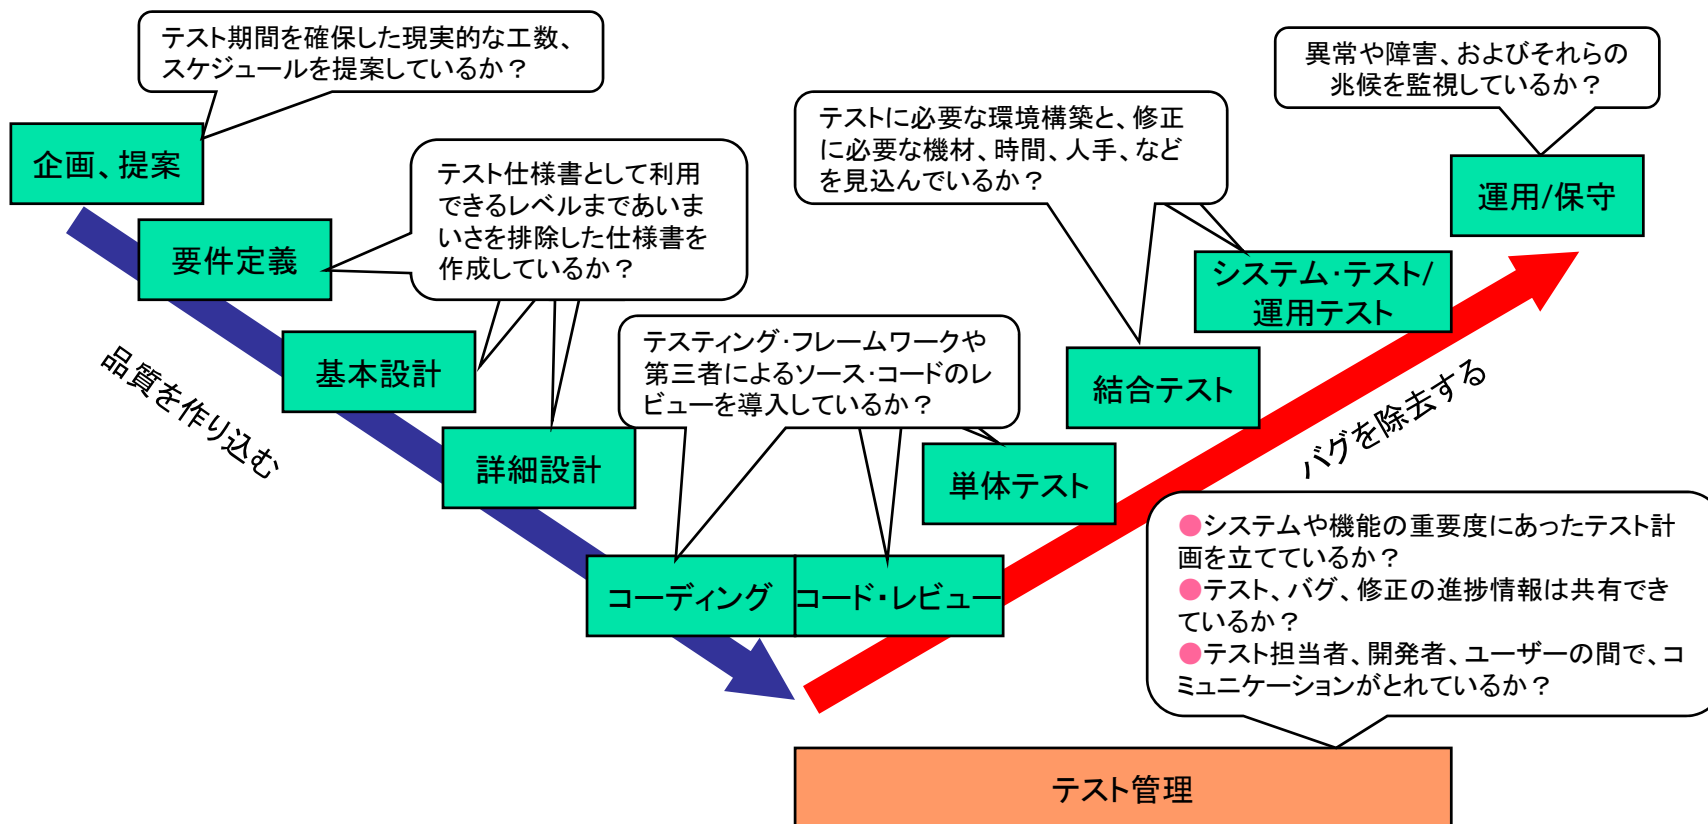 テスト期間を確保した現実的な工数、
スケジュールを提案しているか？
企画、提案
テスト仕様書として利用
できるレベルまであいま
いさを排除した仕様書を
作成しているか？
要件定義
基本設計
詳細設計
品質を作り込む
テスティング・フレームワークや
第三者によるソース・コードのレ
ビューを導入しているか？
コーディング
コード・レビュー
単体テスト
テストに必要な環境構築と、修正
に必要な機材、時間、人手、など
を見込んでいるか？
結合テスト
システム・テスト/
運用テスト
異常や障害、およびそれらの
兆候を監視しているか？
運用/保守
バグを除去する
●システムや機能の重要度にあったテスト計
画を立てているか？
●テスト、バグ、修正の進捗情報は共有でき
ているか？
●テスト担当者、開発者、ユーザーの間で、コ
ミュニケーションがとれているか？
テスト管理